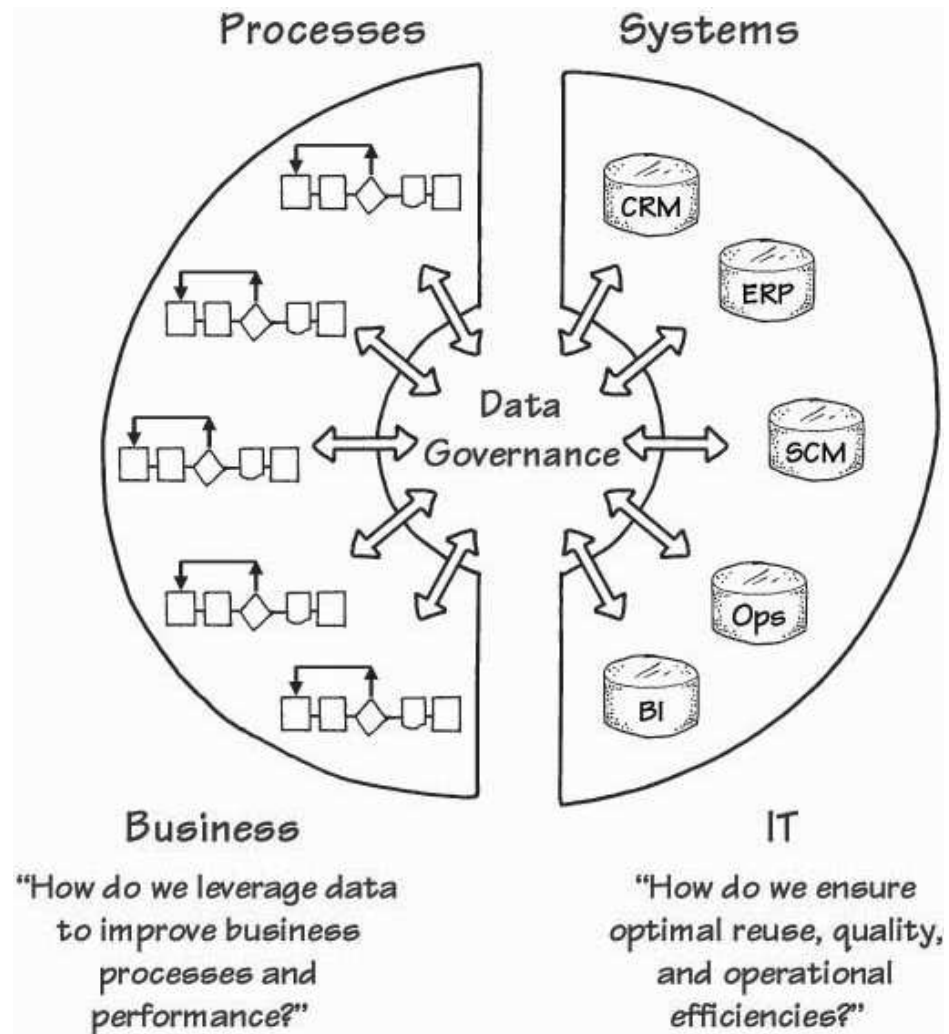 Processes
Systems
CRM
ERP
Data
Governance
SCM
Ops
BI
Business
IT
“How do we leverage data
to improve business
processes and
performance?”
“How do we ensure
optimal reuse, quality,
and operational
efficiencies?”